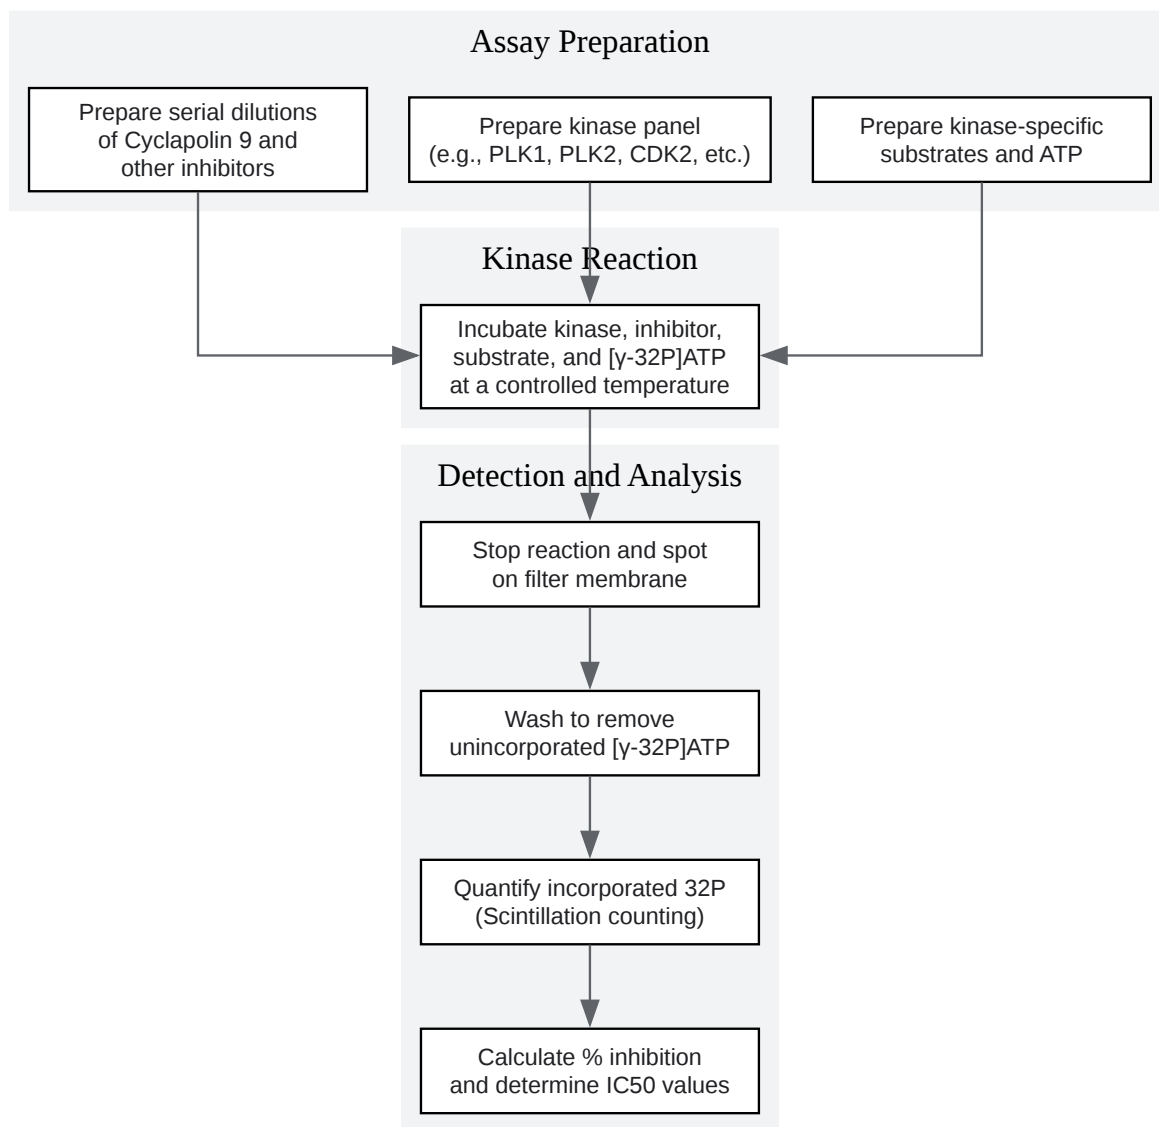 Assay Preparation
Prepare serial dilutions
of Cyclapolin 9 and
other inhibitors
Prepare kinase panel
(e.g., PLK1, PLK2, CDK2, etc.)
Prepare kinase-specific
substrates and ATP
Kinase Reaction
Incubate kinase, inhibitor,
substrate, and [γ-32P]ATP
at a controlled temperature
Detection and Analysis
Stop reaction and spot
on filter membrane
Wash to remove
unincorporated [γ-32P]ATP
Quantify incorporated 32P
(Scintillation counting)
Calculate % inhibition
and determine IC50 values